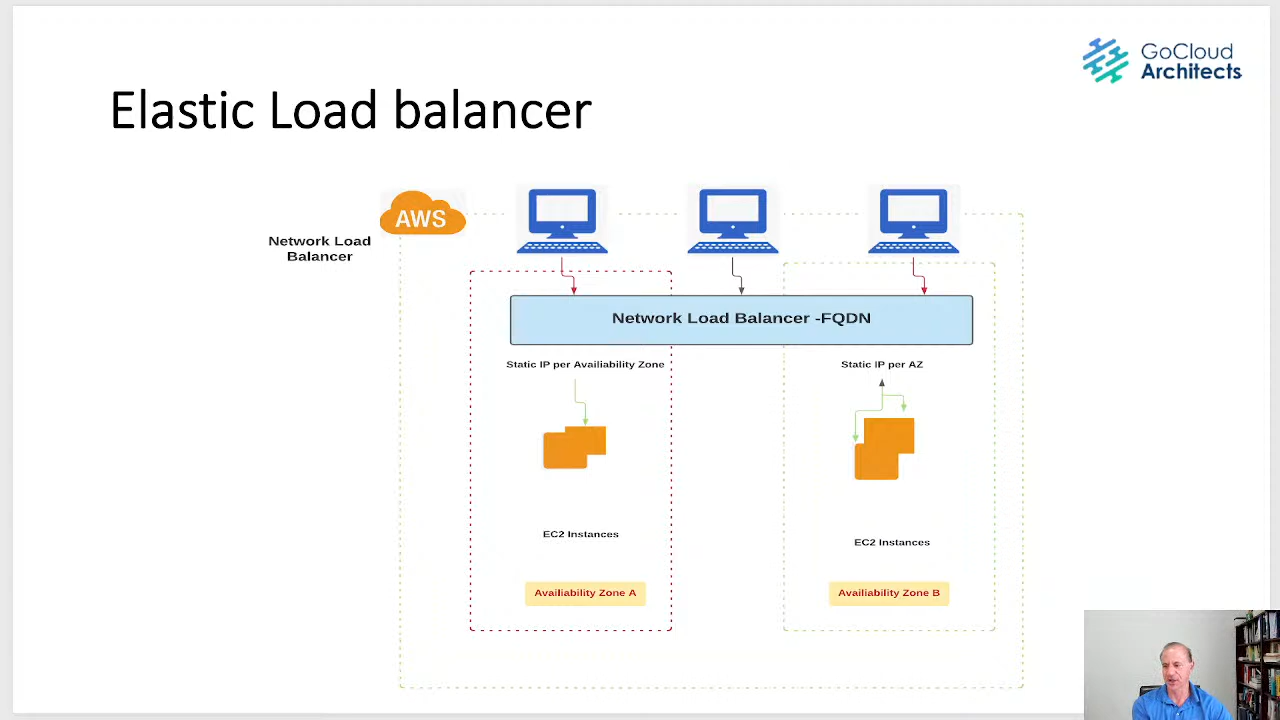 GoCloud
Architects
Elastic Load balancer
AWS
Network Load
Balancer
Network Load Balancer -FQDN
Static IP per Availiability Zone
Static IP per AZ
EC2 Instances
EC2 Instances
Availiability Zone A
Availiability Zone B